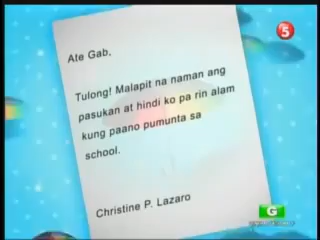 5
Ate Gab,
Tulong! Malapit na naman ang
pasukan at hindi ko pa rin alam
kung paano pumunta sa
school.
Christine P. Lazaro
G